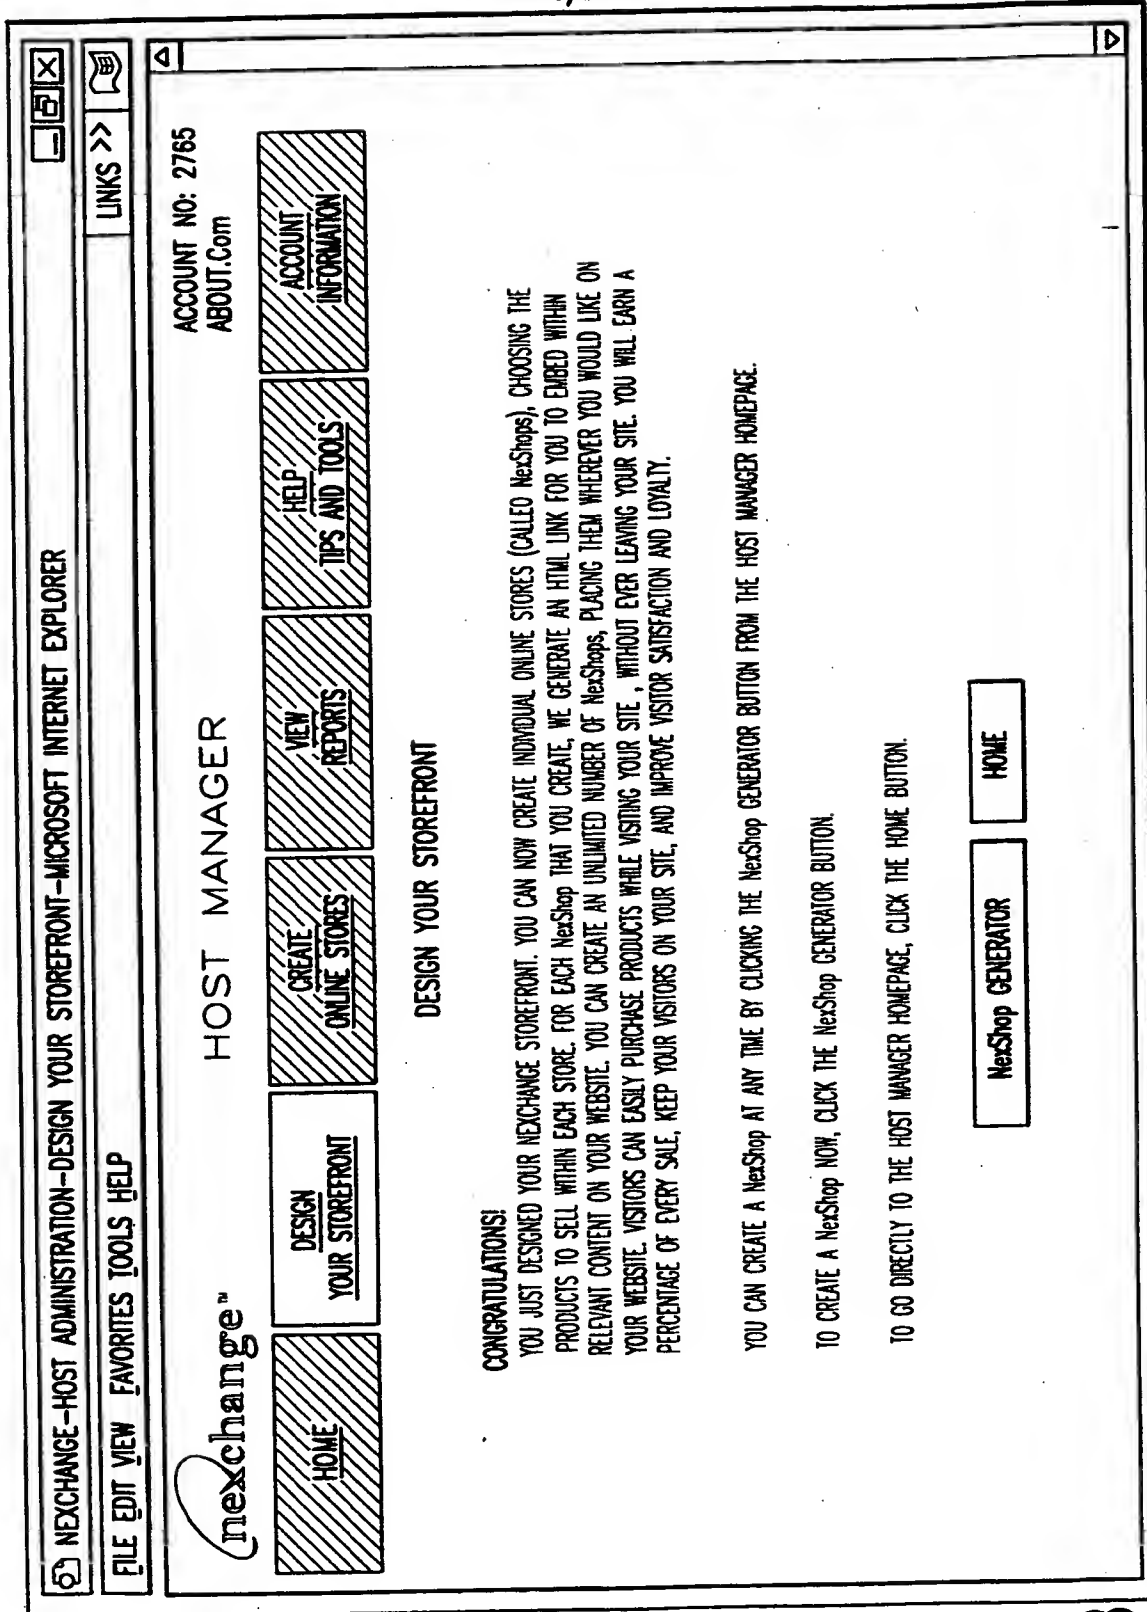 NEXCHANGE-HOST ADMINISTRATION-DESIGN YOUR STOREFRONT-MICROSOFT INTERNET EXPLORER
FILE EDIT VIEW FAVORITES TOOLS HELP
LINKS >>
nexchange™
HOST MANAGER
ACCOUNT NO: 2765
ABOUT.Com
HOME
DESIGN
YOUR STOREFRONT
CREATE
ONLINE STORES
VIEW
REPORTS
HELP
TIPS AND TOOLS
ACCOUNT
INFORMATION
DESIGN YOUR STOREFRONT
CONGRATULATIONS!
YOU JUST DESIGNED YOUR NEXCHANGE STOREFRONT. YOU CAN NOW CREATE INDIVIDUAL ONLINE STORES (CALLED NexShops), CHOOSING THE
PRODUCTS TO SELL WITHIN EACH STORE. FOR EACH NexShop THAT YOU CREATE, WE GENERATE AN HTML LINK FOR YOU TO EMBED WITHIN
RELEVANT CONTENT ON YOUR WEBSITE. YOU CAN CREATE AN UNLIMITED NUMBER OF NexShops, PLACING THEM WHEREVER YOU WOULD LIKE ON
YOUR WEBSITE. VISITORS CAN EASILY PURCHASE PRODUCTS WHILE VISITING YOUR SITE , WITHOUT EVER LEAVING YOUR SITE. YOU WILL EARN A
PERCENTAGE OF EVERY SALE, KEEP YOUR VISITORS ON YOUR SITE, AND IMPROVE VISITOR SATISFACTION AND LOYALTY.
YOU CAN CREATE A NexShop AT ANY TIME BY CLICKING THE NexShop GENERATOR BUTTON FROM THE HOST MANAGER HOMEPAGE.
TO CREATE A NexShop NOW, CLICK THE NexShop GENERATOR BUTTON.
TO GO DIRECTLY TO THE HOST MANAGER HOMEPAGE, CLICK THE HOME BUTTON.
NexShop GENERATOR
HOME